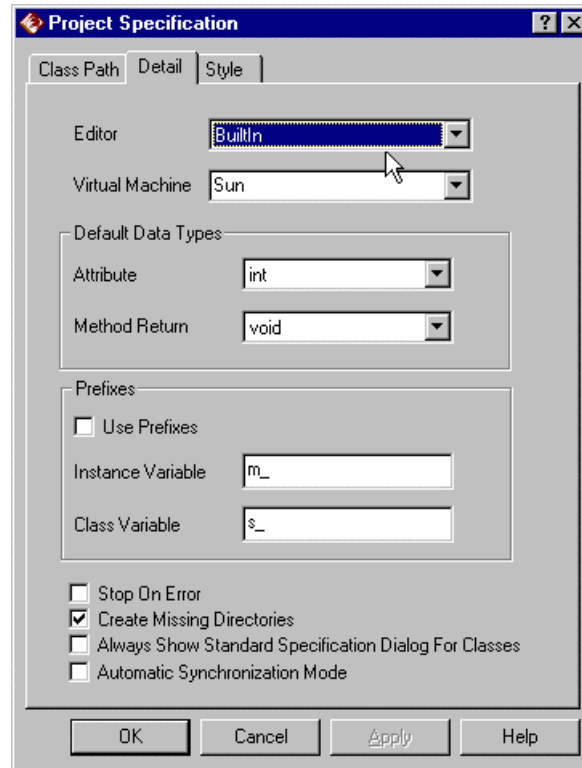 Project Specification
Class Path Detail Style
Editor BuiltIn
Virtual Machine Sun
Default Data Types
Attribute int
Method Return void
Prefixes
Use Prefixes
Instance Variable m_
Class Variable s_
Stop On Error
Create Missing Directories
Always Show Standard Specification Dialog For Classes
Automatic Synchronization Mode
OK Cancel Apply Help